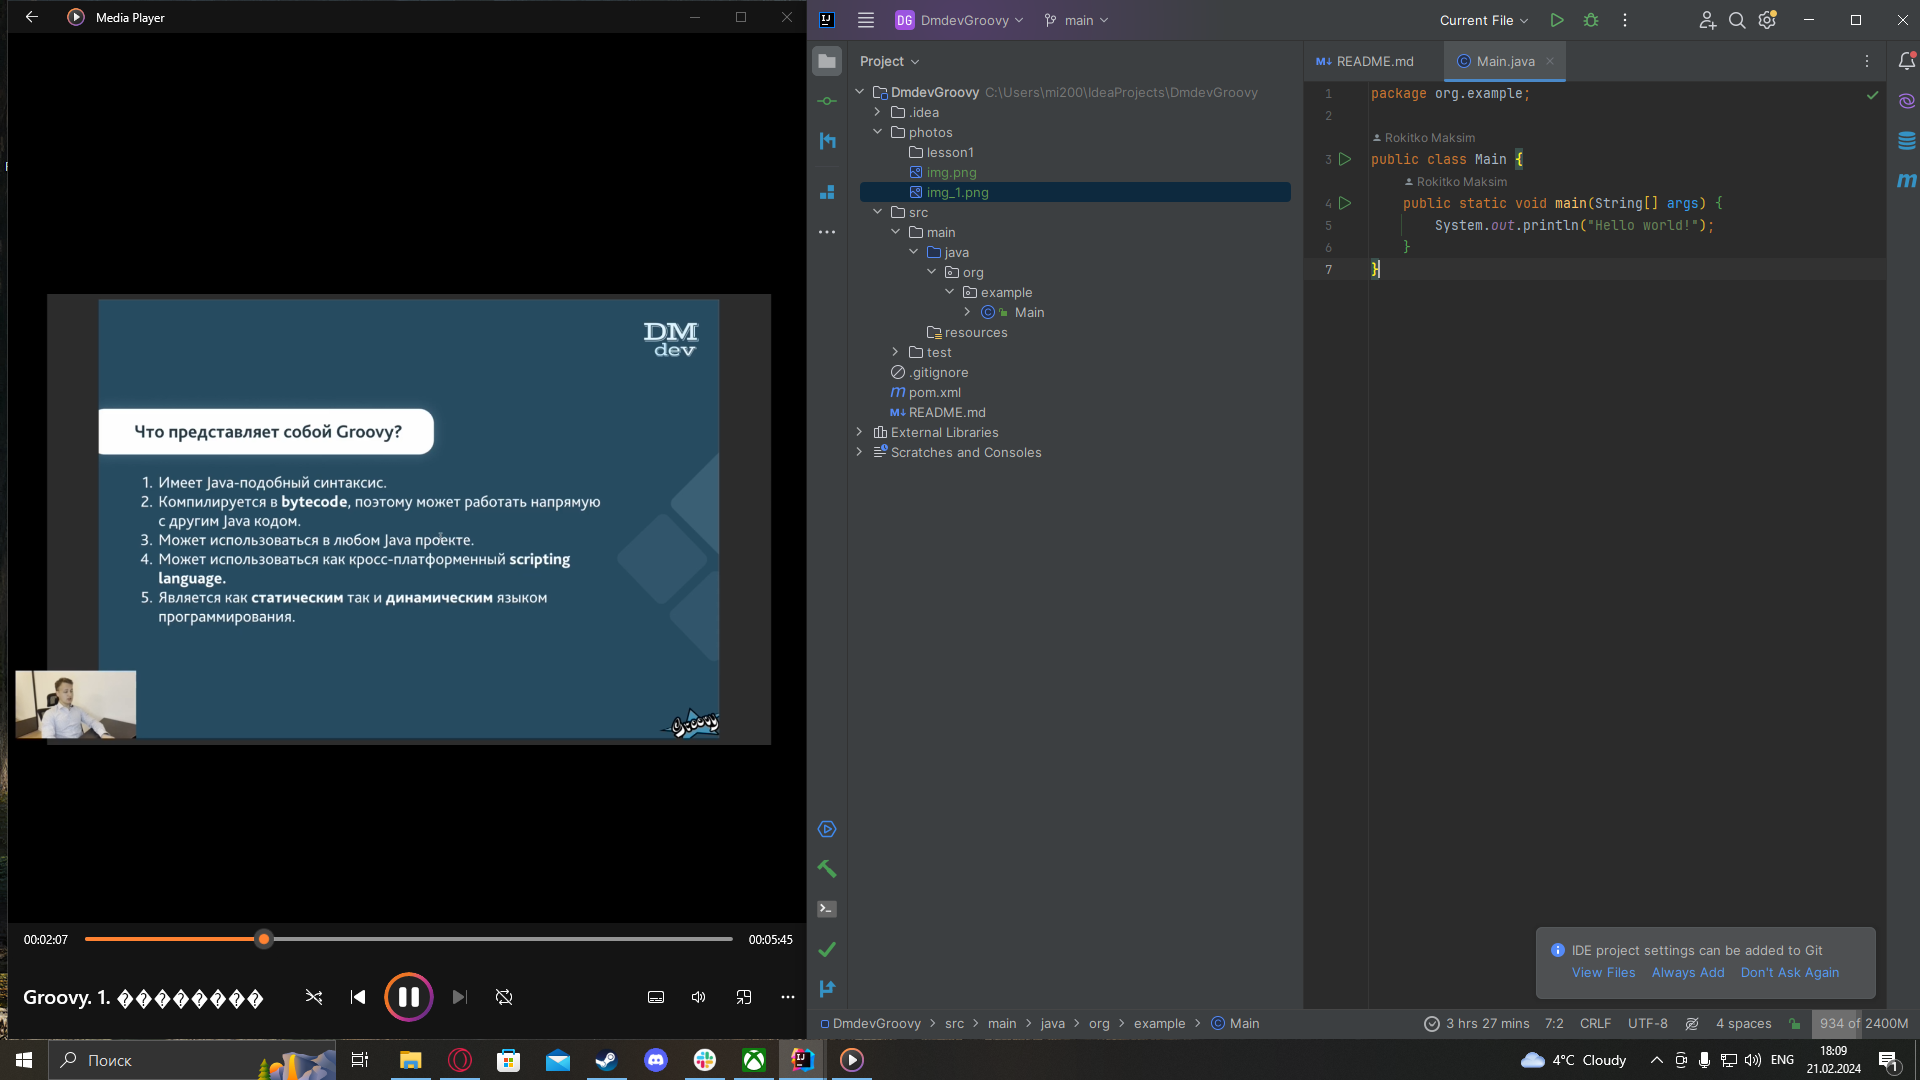 Media Player
DM
dev
Что представляет собой Groovy?
1. Имеет Java-подобный синтаксис.
2. Компилируется в bytecode, поэтому может работать напрямую
с другим Java кодом.
3. Может использоваться в любом Java проекте.
4. Может использоваться как кросс-платформенный scripting
language.
5. Является как статическим так и динамическим языком
программирования.
Groovy
00:02:07
00:05:45
Groovy. 1. ���������
DG DmdevGroovy main
Current File
Project
DmdevGroovy C:\Users\mi200\IdeaProjects\DmdevGroovy
.idea
photos
lesson1
img.png
img_1.png
src
main
java
org
example
Main
resources
test
.gitignore
pom.xml
README.md
External Libraries
Scratches and Consoles
README.md
Main.java
1 package org.example;
2
Rokitko Maksim
3 public class Main {
Rokitko Maksim
4 public static void main(String[] args) {
5 System.out.println("Hello world!");
6 }
7 }
IDE project settings can be added to Git
View Files Always Add Don't Ask Again
DmdevGroovy > src > main > java > org > example > Main
3 hrs 27 mins 7:2 CRLF UTF-8 4 spaces 934 of 2400M
Поиск
4°C Cloudy
ENG
18:09
21.02.2024
1